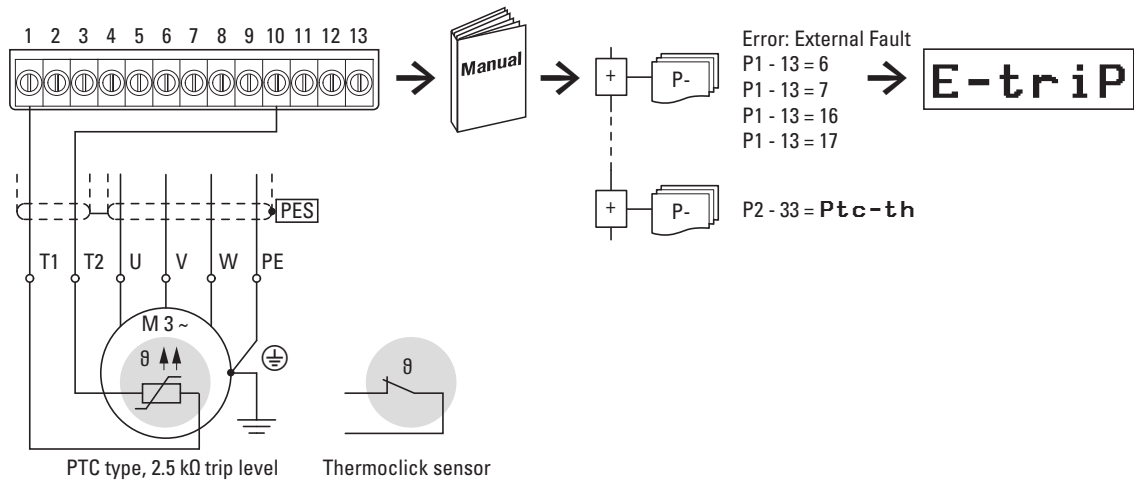 1 2 3 4 5 6 7 8 9 10 11 12 13
Manual
+
P-
Error: External Fault
P1 - 13 = 6
P1 - 13 = 7
P1 - 13 = 16
P1 - 13 = 17
E-triP
+
P-
P2 - 33 = Ptc-th
PES
T1 T2 U V W PE
M 3 ~
ϑ
ϑ
PTC type, 2.5 kΩ trip level
Thermoclick sensor